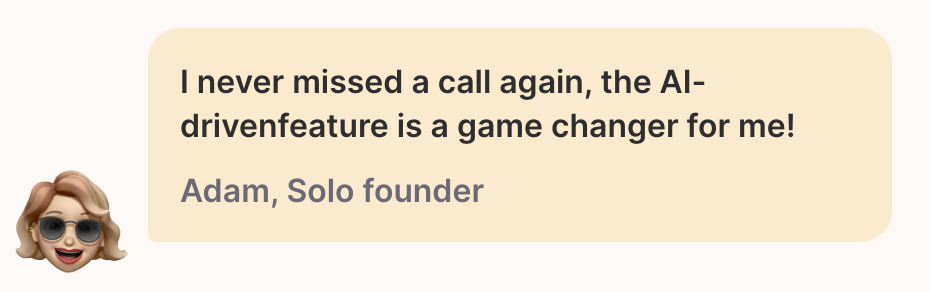 I never missed a call again, the AI-
drivenfeature is a game changer for me!
Adam, Solo founder